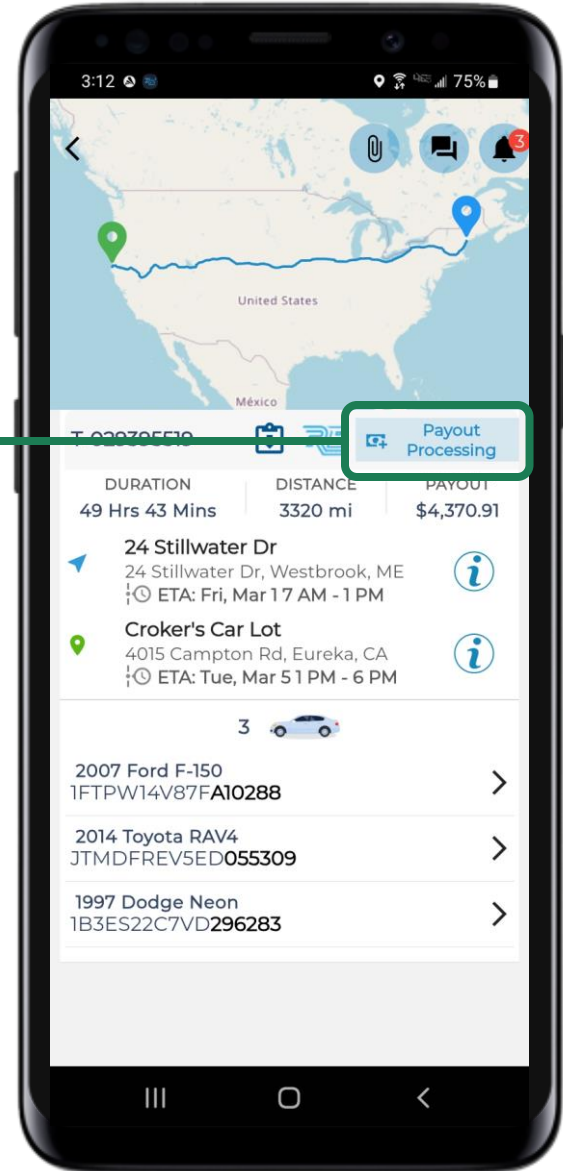 3:12
75%
3
United States
México
T-029395519
Payout
Processing
DURATION
DISTANCE
PAYOUT
49 Hrs 43 Mins
3320 mi
$4,370.91
24 Stillwater Dr
24 Stillwater Dr, Westbrook, ME
ETA: Fri, Mar 1 7 AM - 1 PM
Croker's Car Lot
4015 Campton Rd, Eureka, CA
ETA: Tue, Mar 5 1 PM - 6 PM
3
2007 Ford F-150
1FTPW14V87FA10288
2014 Toyota RAV4
JTMDFREV5ED055309
1997 Dodge Neon
1B3ES22C7VD296283